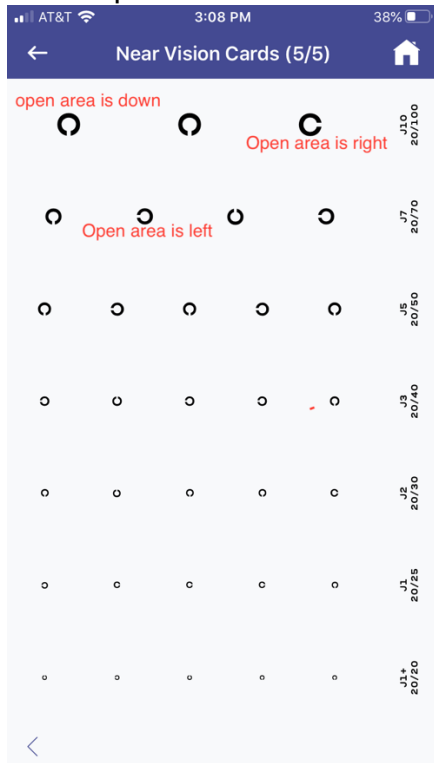 AT&T 3:08 PM 38%
Near Vision Cards (5/5)
open area is down
Open area is right
J10
20/100
Open area is left
J7
20/70
J5
20/50
J3
20/40
J2
20/30
J1
20/25
J1+
20/20